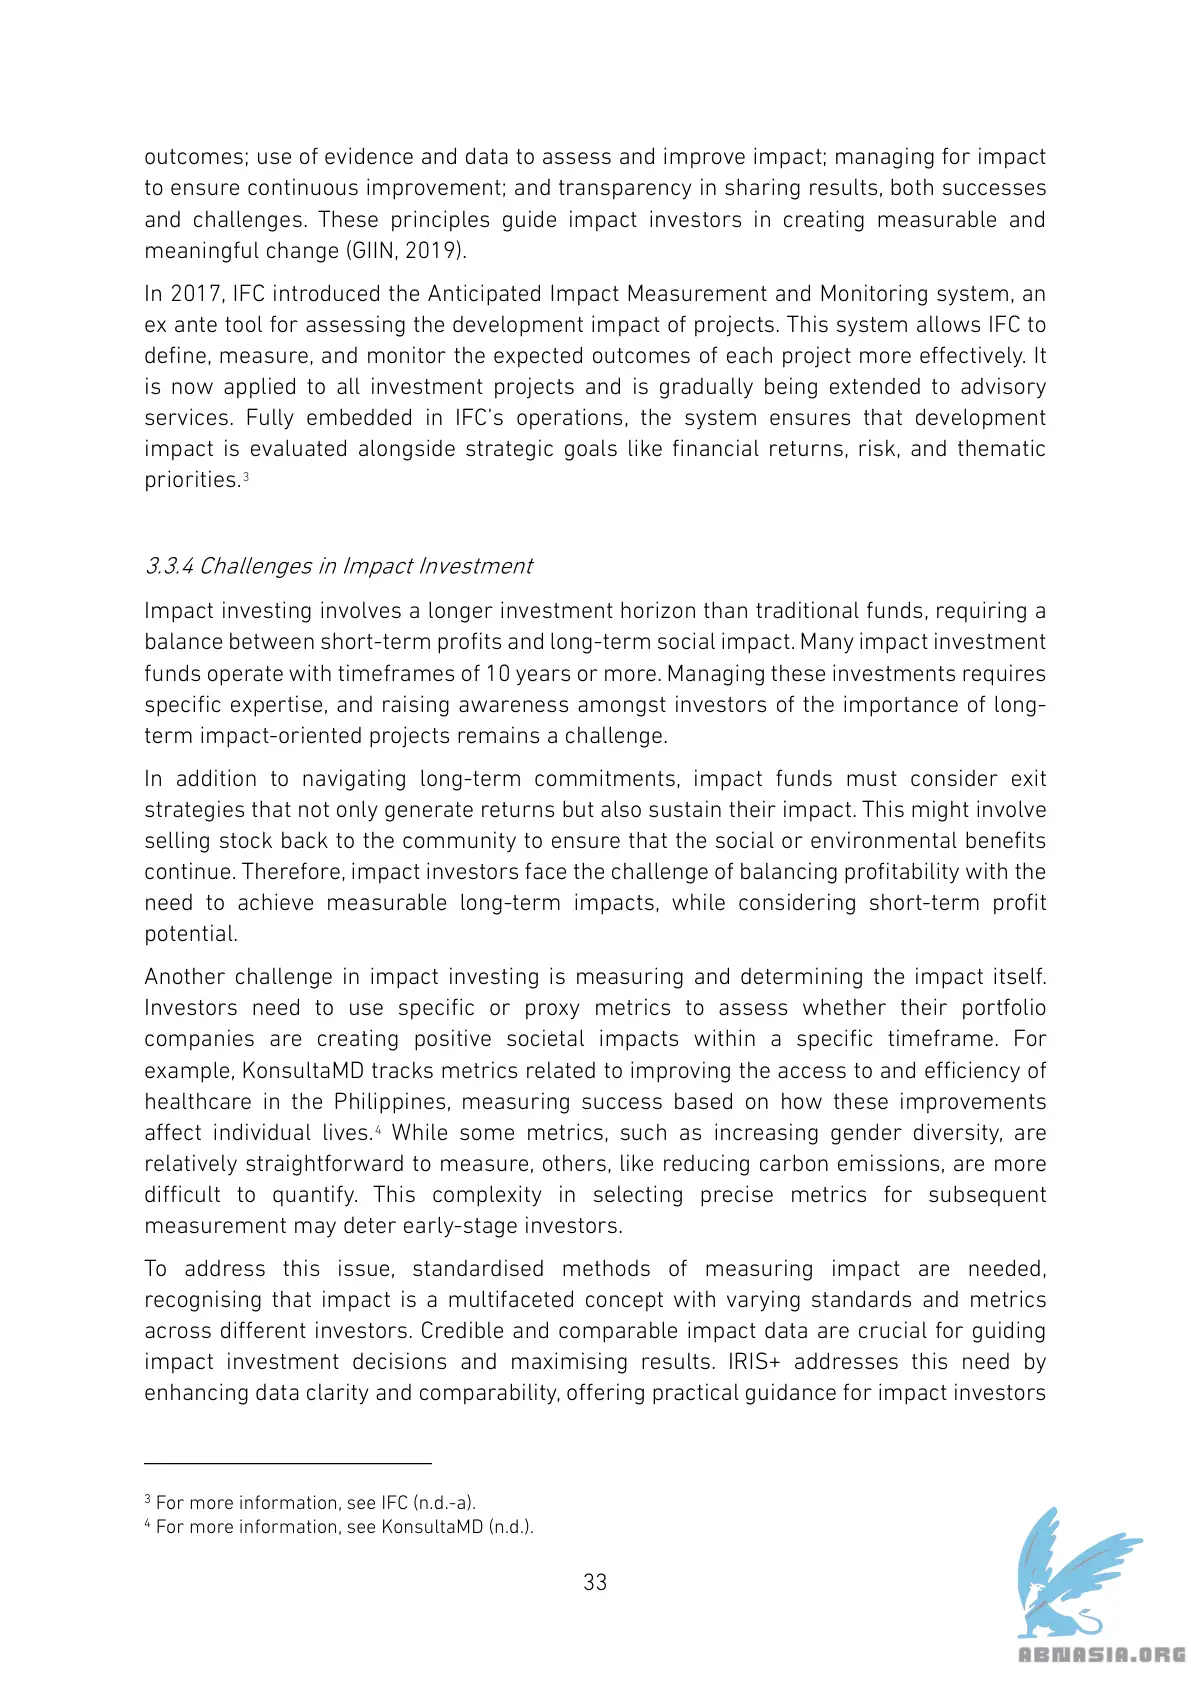 outcomes; use of evidence and data to assess and improve impact; managing for impact
to ensure continuous improvement; and transparency in sharing results, both successes
and challenges. These principles guide impact investors in creating measurable and
meaningful change (GIIN, 2019).
In 2017, IFC introduced the Anticipated Impact Measurement and Monitoring system, an
ex ante tool for assessing the development impact of projects. This system allows IFC to
define, measure, and monitor the expected outcomes of each project more effectively. It
is now applied to all investment projects and is gradually being extended to advisory
services. Fully embedded in IFC's operations, the system ensures that development
impact is evaluated alongside strategic goals like financial returns, risk, and thematic
priorities.3
3.3.4 Challenges in Impact Investment
Impact investing involves a longer investment horizon than traditional funds, requiring a
balance between short-term profits and long-term social impact. Many impact investment
funds operate with timeframes of 10 years or more. Managing these investments requires
specific expertise, and raising awareness amongst investors of the importance of long-
term impact-oriented projects remains a challenge.
In addition to navigating long-term commitments, impact funds must consider exit
strategies that not only generate returns but also sustain their impact. This might involve
selling stock back to the community to ensure that the social or environmental benefits
continue. Therefore, impact investors face the challenge of balancing profitability with the
need to achieve measurable long-term impacts, while considering short-term profit
potential.
Another challenge in impact investing is measuring and determining the impact itself.
Investors need to use specific or proxy metrics to assess whether their portfolio
companies are creating positive societal impacts within a specific timeframe. For
example, KonsultaMD tracks metrics related to improving the access to and efficiency of
healthcare in the Philippines, measuring success based on how these improvements
affect individual lives.4 While some metrics, such as increasing gender diversity, are
relatively straightforward to measure, others, like reducing carbon emissions, are more
difficult to quantify. This complexity in selecting precise metrics for subsequent
measurement may deter early-stage investors.
To address this issue, standardised methods of measuring impact are needed,
recognising that impact is a multifaceted concept with varying standards and metrics
across different investors. Credible and comparable impact data are crucial for guiding
impact investment decisions and maximising results. IRIS+ addresses this need by
enhancing data clarity and comparability, offering practical guidance for impact investors
3 For more information, see IFC (n.d.-a).
4 For more information, see KonsultaMD (n.d.).
33
ABNASIA.ORG